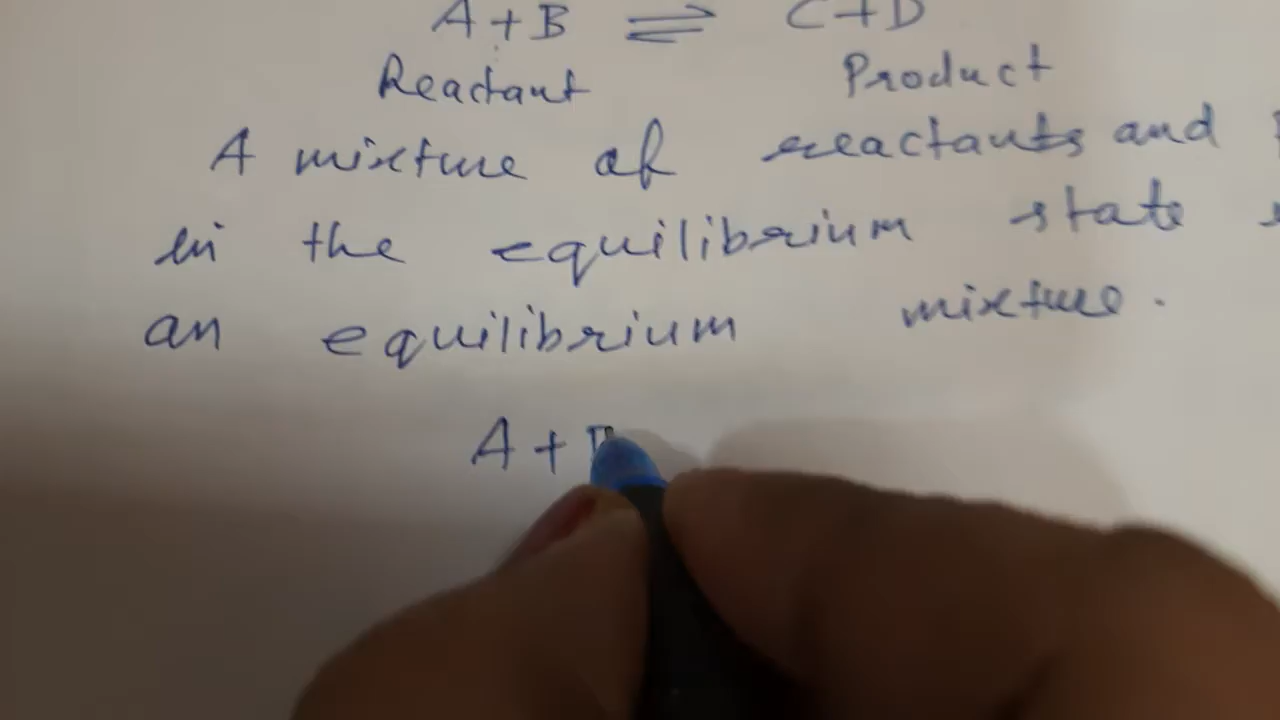 A + B ⇌ C + D
Reactant Product
A mixture of reactants and
in the equilibrium state
an equilibrium mixture.
A +